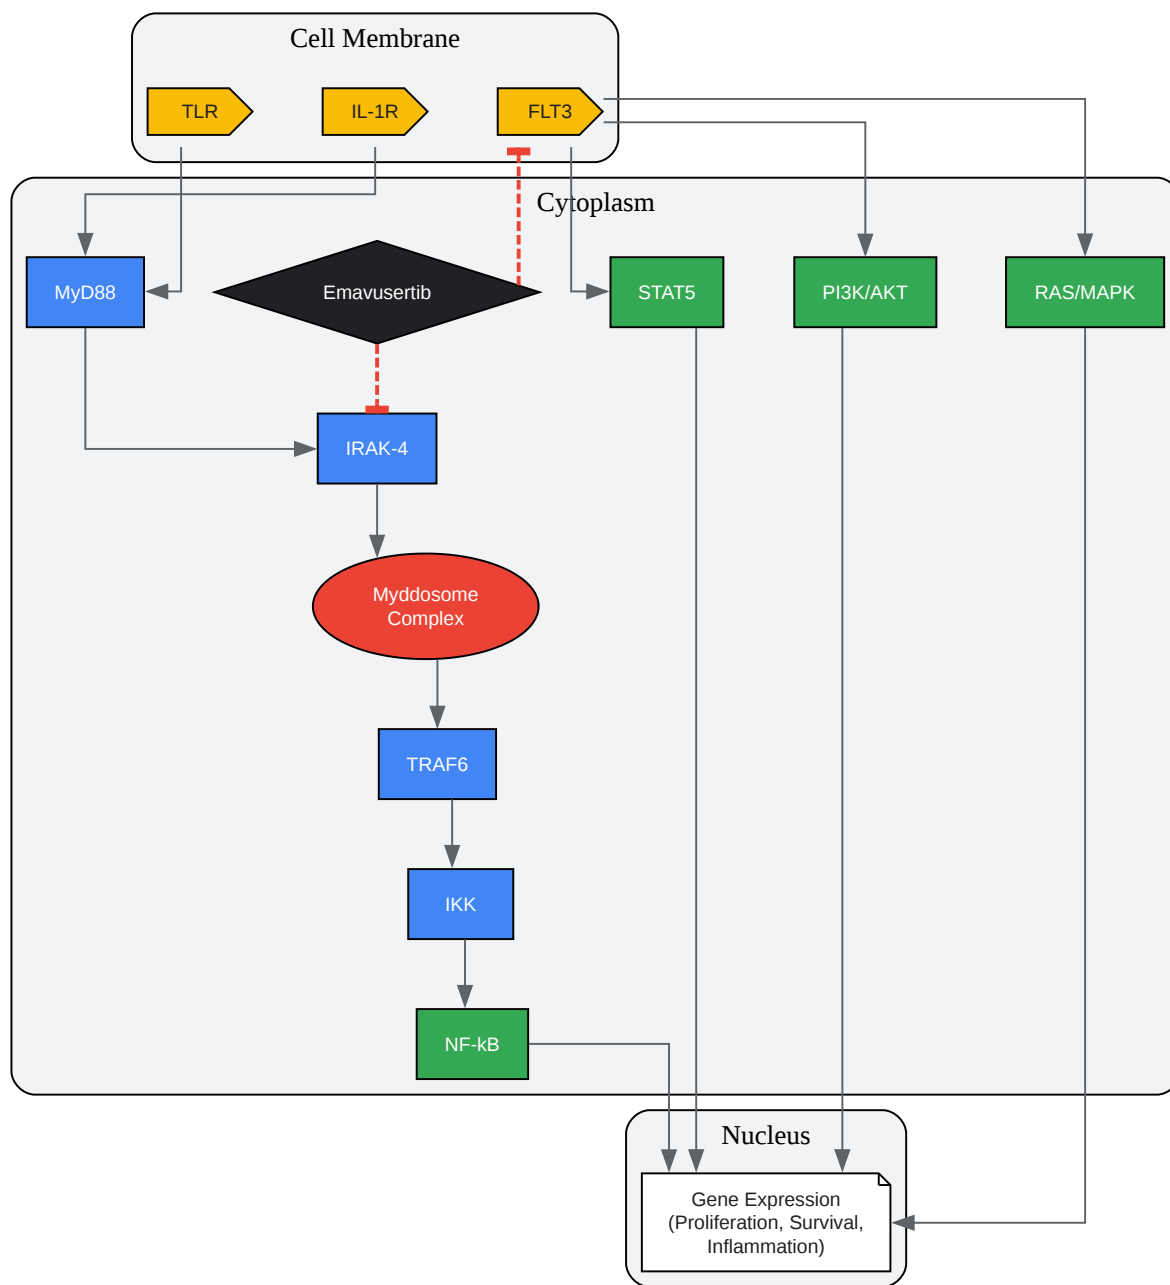 Cell Membrane
TLR
IL-1R
FLT3
Cytoplasm
MyD88
Emavusertib
STAT5
PI3K/AKT
RAS/MAPK
IRAK-4
Myddosome
Complex
TRAF6
IKK
NF-kB
Nucleus
Gene Expression
(Proliferation, Survival,
Inflammation)